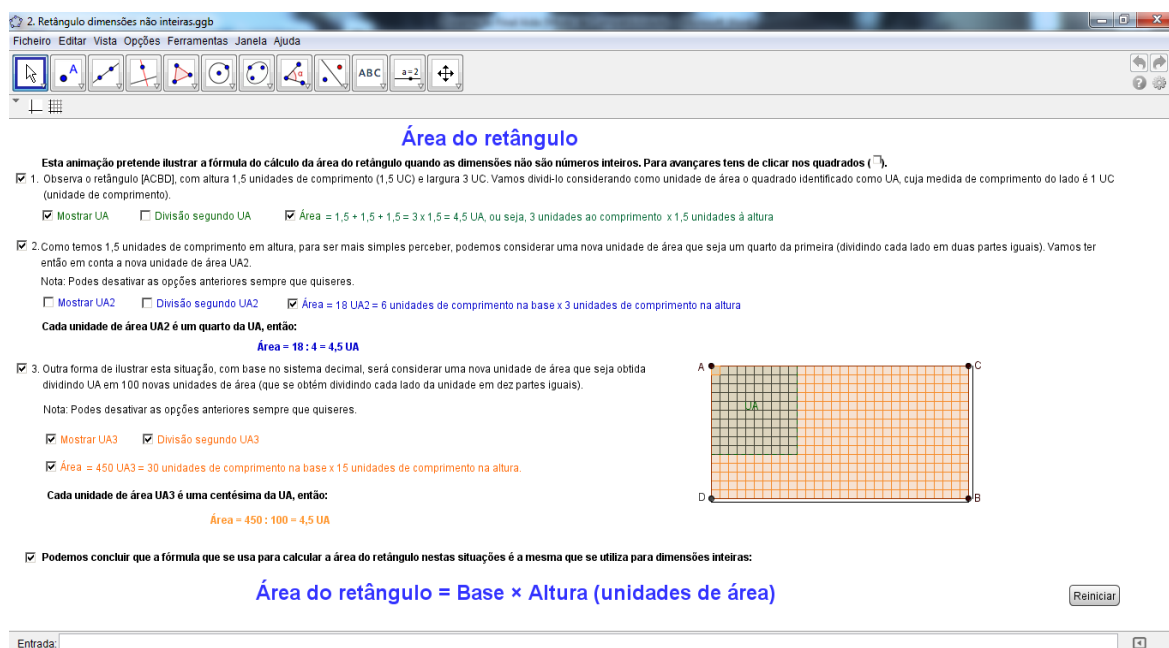 2. Retângulo dimensões não inteiras.ggb
Ficheiro Editar Vista Opções Ferramentas Janela Ajuda
A α ABC a=2
Área do retângulo
Esta animação pretende ilustrar a fórmula do cálculo da área do retângulo quando as dimensões não são números inteiros. Para avançares tens de clicar nos quadrados ( ).
1. Observa o retângulo [ACBD], com altura 1,5 unidades de comprimento (1,5 UC) e largura 3 UC. Vamos dividi-lo considerando como unidade de área o quadrado identificado como UA, cuja medida de comprimento do lado é 1 UC
(unidade de comprimento).
Mostrar UA Divisão segundo UA Área = 1,5 + 1,5 + 1,5 = 3 x 1,5 = 4,5 UA, ou seja, 3 unidades ao comprimento x 1,5 unidades á altura
2. Como temos 1,5 unidades de comprimento em altura, para ser mais simples perceber, podemos considerar uma nova unidade de área que seja um quarto da primeira (dividindo cada lado em duas partes iguais). Vamos ter
então em conta a nova unidade de área UA2.
Nota: Podes desativar as opções anteriores sempre que quiseres.
Mostrar UA2 Divisão segundo UA2 Área = 18 UA2 = 6 unidades de comprimento na base x 3 unidades de comprimento na altura
Cada unidade de área UA2 é um quarto da UA, então:
Área = 18 : 4 = 4,5 UA
3. Outra forma de ilustrar esta situação, com base no sistema decimal, será considerar uma nova unidade de área que seja obtida
dividindo UA em 100 novas unidades de área (que se obtém dividindo cada lado da unidade em dez partes iguais).
Nota: Podes desativar as opções anteriores sempre que quiseres.
Mostrar UA3 Divisão segundo UA3
Área = 450 UA3 = 30 unidades de comprimento na base x 15 unidades de comprimento na altura.
Cada unidade de área UA3 é uma centésima da UA, então:
Área = 450 : 100 = 4,5 UA
A C
UA
D B
Podemos concluir que a fórmula que se usa para calcular a área do retângulo nestas situações é a mesma que se utiliza para dimensões inteiras:
Área do retângulo = Base × Altura (unidades de área)
Reiniciar
Entrada: